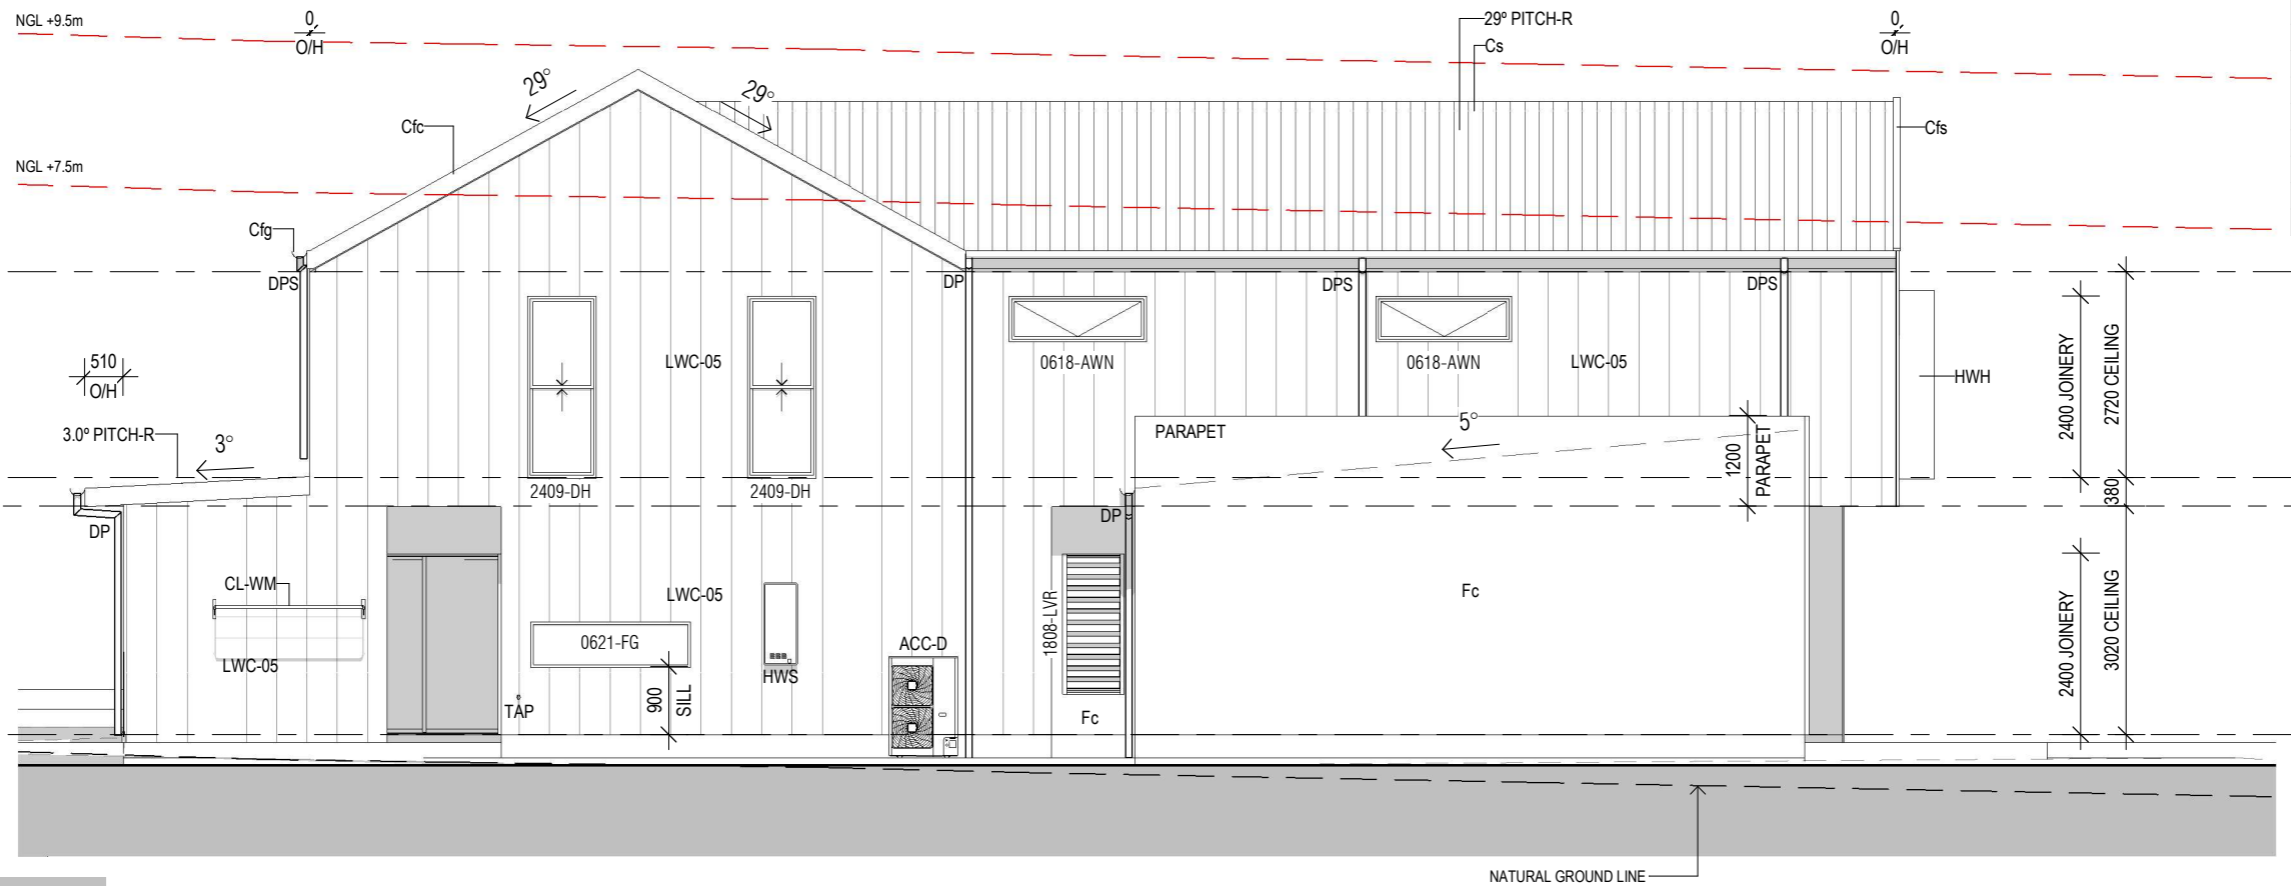 NGL +9.5m
0
O/H
29º PITCH-R
Cs
0
O/H
29°
29°
Cfc
Cfs
NGL +7.5m
Cfg
DPS
DP
DPS
DPS
510
O/H
LWC-05
0618-AWN
0618-AWN
LWC-05
HWH
2400 JOINERY
2720 CEILING
3.0º PITCH-R
3°
PARAPET
5°
1200
PARAPET
2409-DH
2409-DH
380
DP
DP
CL-WM
LWC-05
LWC-05
0621-FG
HWS
ACC-D
1808-LVR
Fc
Fc
TAP
900
SILL
2400 JOINERY
3020 CEILING
NATURAL GROUND LINE